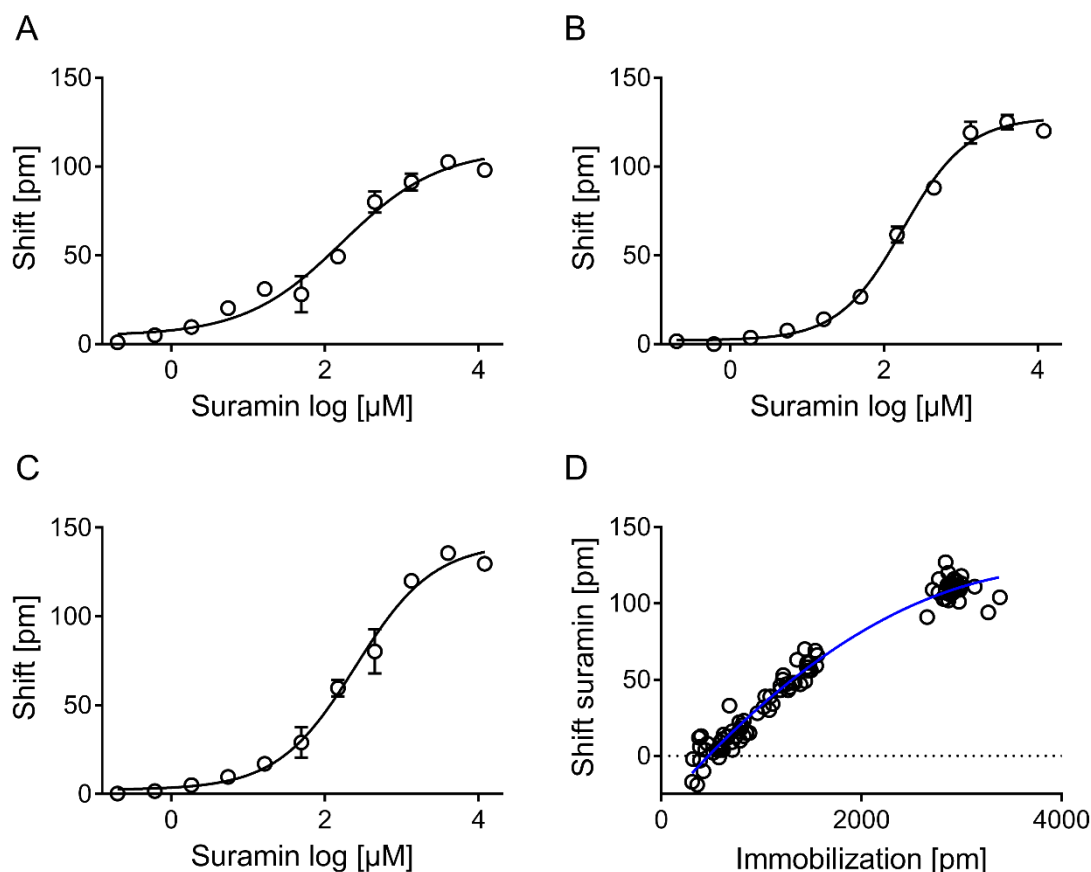 A
150
100
50
0
Shift [pm]
0 2 4
Suramin log [µM]
B
150
100
50
0
Shift [pm]
0 2 4
Suramin log [µM]
C
150
100
50
0
Shift [pm]
0 2 4
Suramin log [µM]
D
150
100
50
0
Shift suramin [pm]
0 2000 4000
Immobilization [pm]